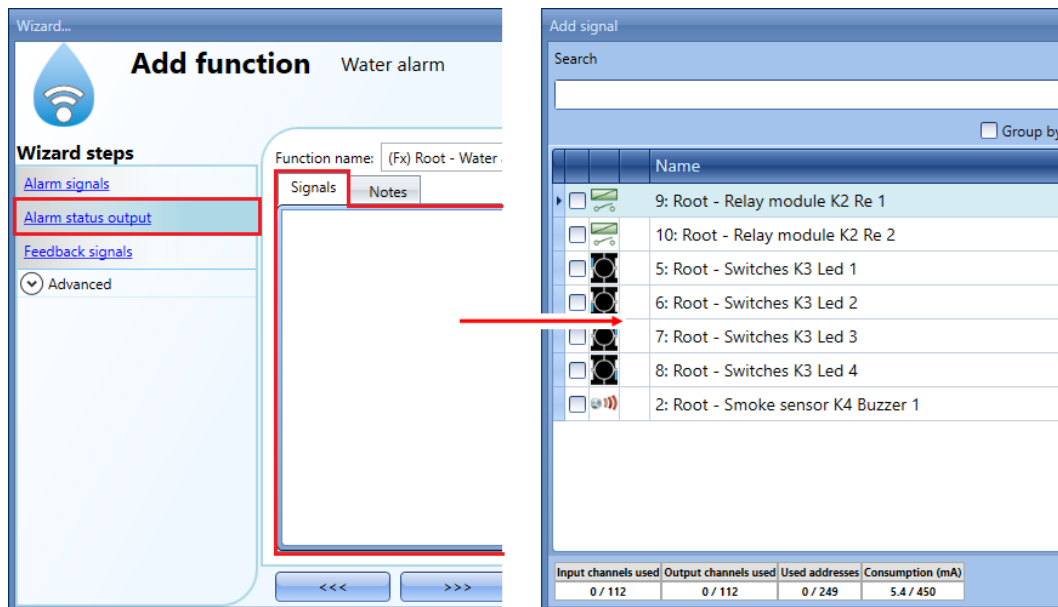 Wizard...
Add function Water alarm
Wizard steps
Alarm signals
Alarm status output
Feedback signals
Advanced
Function name: (Fx) Root - Water
Signals Notes
<<< >>>
Add signal
Search
Group by
Name
9: Root - Relay module K2 Re 1
10: Root - Relay module K2 Re 2
5: Root - Switches K3 Led 1
6: Root - Switches K3 Led 2
7: Root - Switches K3 Led 3
8: Root - Switches K3 Led 4
2: Root - Smoke sensor K4 Buzzer 1
Input channels used Output channels used Used addresses Consumption (mA)
0 / 112 0 / 112 0 / 249 5.4 / 450